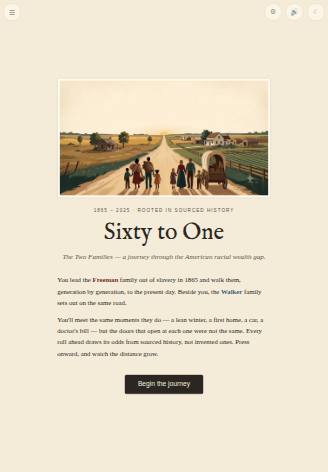 1865 – 2025 · ROOTED IN SOURCED HISTORY
Sixty to One
The Two Families — a journey through the American racial wealth gap.
You lead the Freeman family out of slavery in 1865 and walk them,
generation by generation, to the present day. Beside you, the Walker family
sets out on the same road.
You'll meet the same moments they do — a lean winter, a first home, a car, a
doctor's bill — but the doors that open at each one were not the same. Every
roll ahead draws its odds from sourced history, not invented ones. Press
onward, and watch the distance grow.
Begin the journey